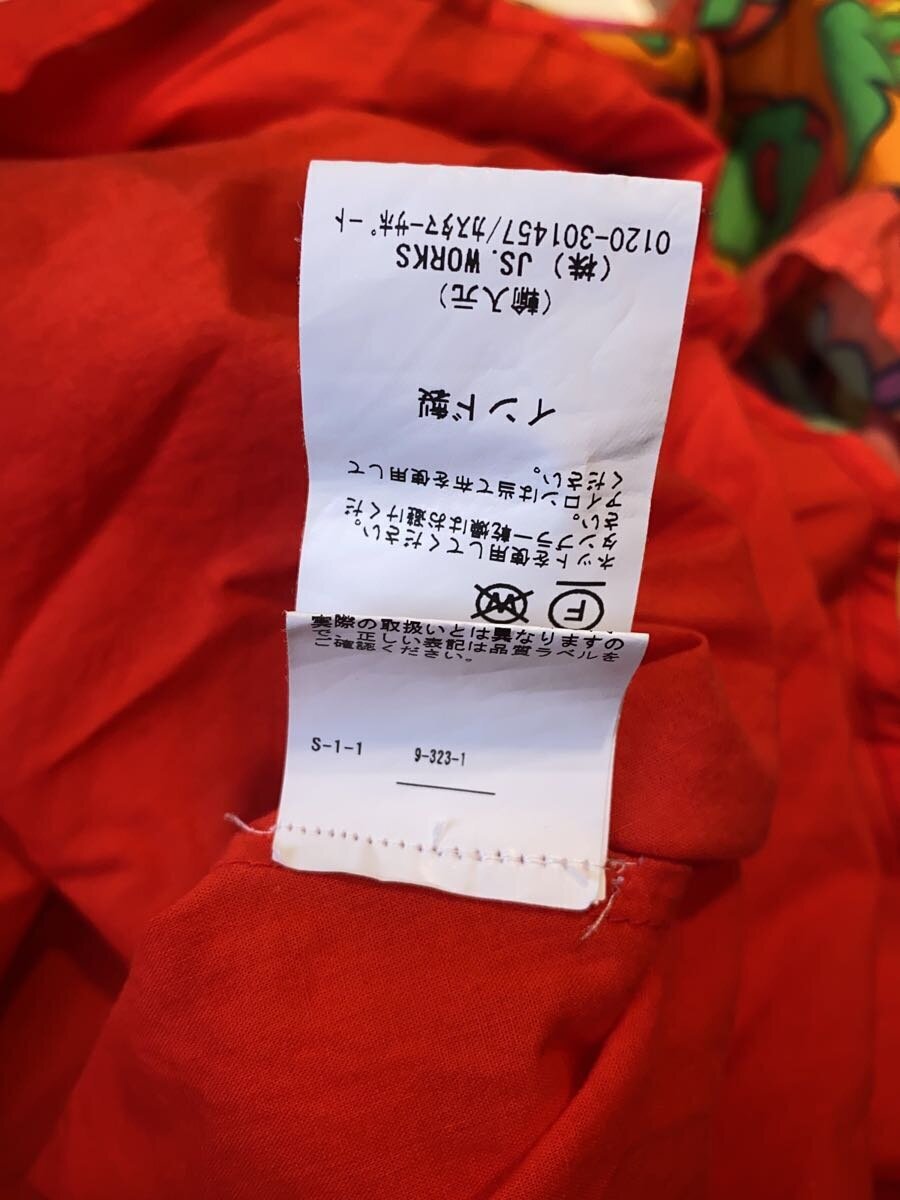 ネットを使用してください。
タンブラー乾燥はお避けくだ
さい。
アイロンは当て布を使用して
ください。
インド製
(輸入元)
(株) JS. WORKS
0120-301457/カスタマーサポート
F
W
実際の取扱いとは異なりますの
で、正しい表記は品質ラベルを
ご確認ください。
S-1-1
9-323-1